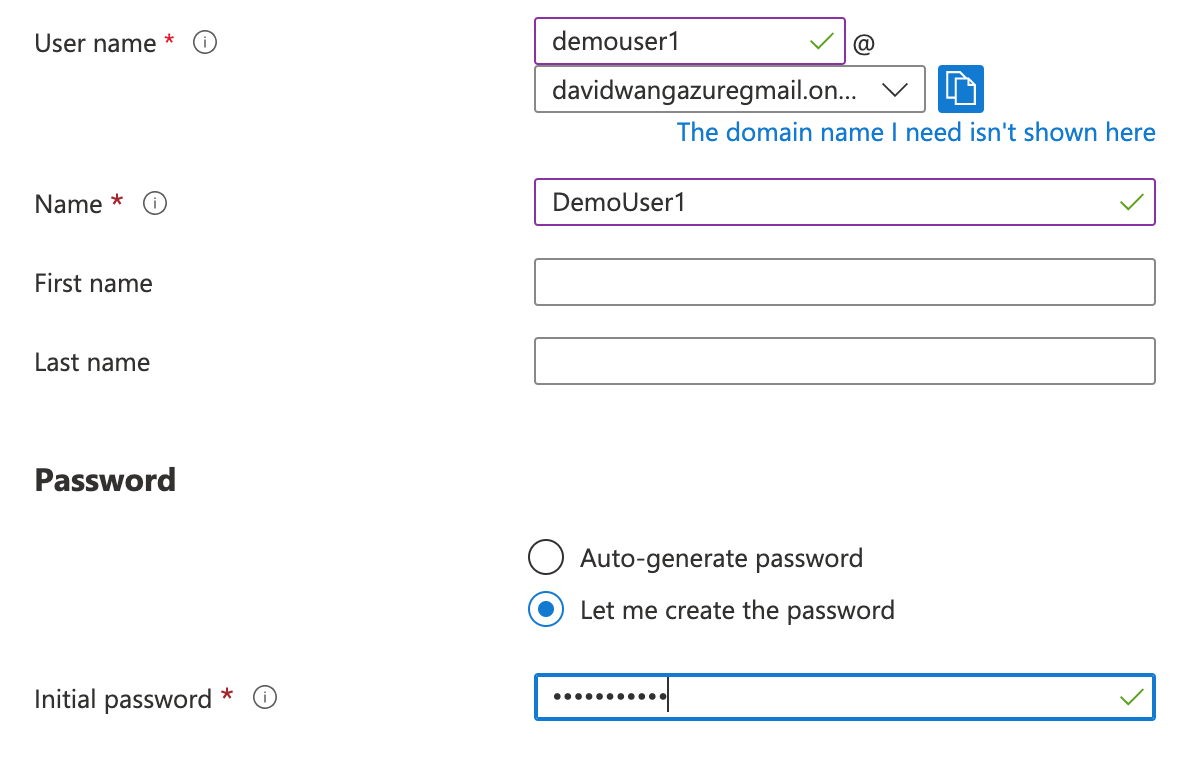 User name * demouser1 @
davidwangazuregmail.on...
The domain name I need isn't shown here
Name * DemoUser1
First name
Last name
Password
Auto-generate password
Let me create the password
Initial password * •••••••••••